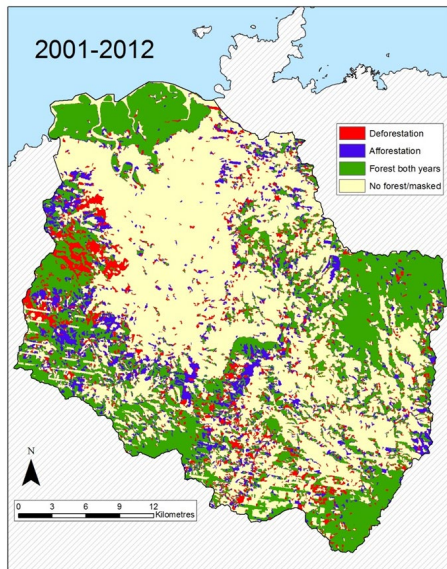 2001-2012
Deforestation
Afforestation
Forest both years
No forest/masked
N
0 3 6 9 12
Kilometres